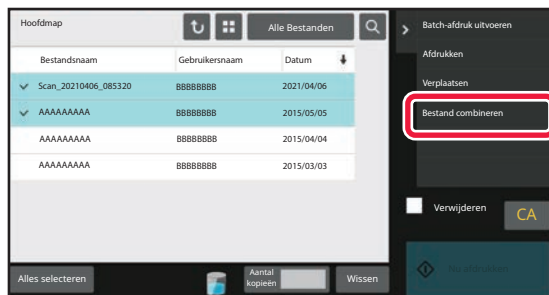 Hoofdmap
Alle Bestanden
Bestandsnaam Gebruikersnaam Datum
Scan_20210406_085320 BBBBBBBB 2021/04/06
AAAAAAAAA BBBBBBBB 2015/05/05
AAAAAAAAA BBBBBBBB 2015/04/04
AAAAAAAAA BBBBBBBB 2015/03/03
Alles selecteren
Aantal
kopieën
Wissen
Batch-afdruk uitvoeren
Afdrukken
Verplaatsen
Bestand combineren
Verwijderen
CA
Nu afdrukken